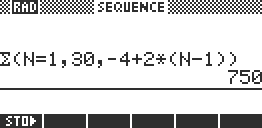 RAD SEQUENCE
Σ(N=1,30,-4+2*(N-1))
750
STO▶